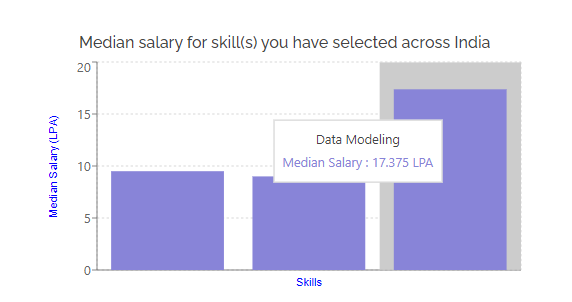 Median salary for skill(s) you have selected across India
20
15
10
5
0
Median Salary (LPA)
Data Modeling
Median Salary : 17.375 LPA
Skills